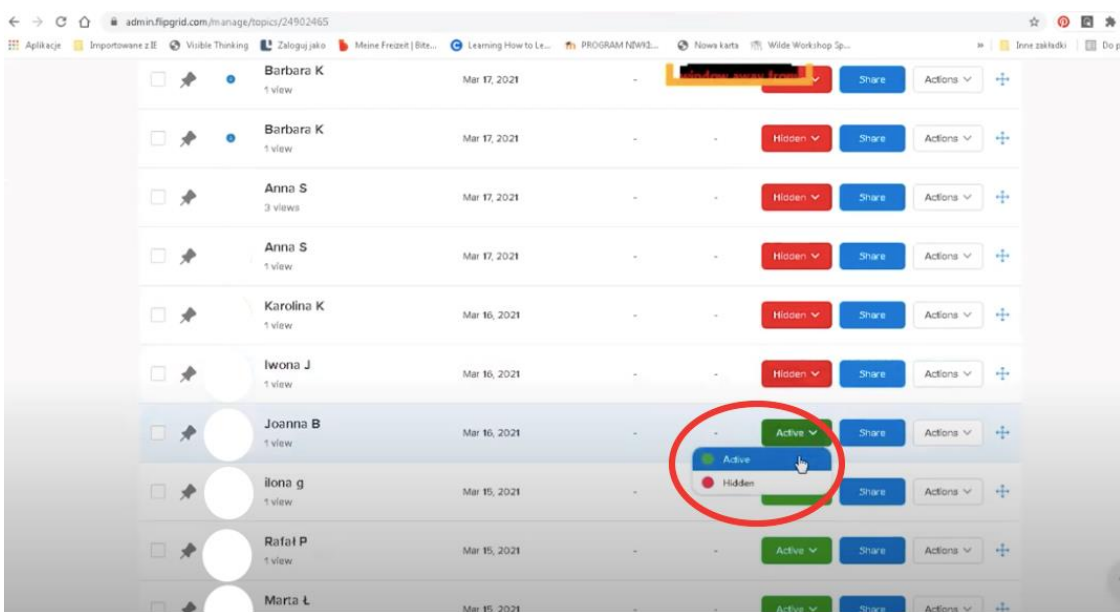 admin.flipgrid.com/manage/topics/24902465
Aplikacje Importowane z IE Visible Thinking Zaloguj jako Meine Freizeit | Bite... Learning How to Le... PROGRAM Nowa karta Wilde Workshop Sp... » Inne zakładki Do p
Barbara K Mar 17, 2021 - window away from Share Actions
1 view
Barbara K Mar 17, 2021 - - Hidden Share Actions
1 view
Anna S Mar 17, 2021 - - Hidden Share Actions
3 views
Anna S Mar 17, 2021 - - Hidden Share Actions
1 view
Karolina K Mar 16, 2021 - - Hidden Share Actions
1 view
Iwona J Mar 16, 2021 - - Hidden Share Actions
1 view
Joanna B Mar 16, 2021 - - Active Share Actions
1 view
Active
ilona g Mar 15, 2021 - Hidden Share Actions
1 view
Rafał P Mar 15, 2021 - - Active Share Actions
1 view
Marta Ł Mar 15, 2021 - - Active Share Actions